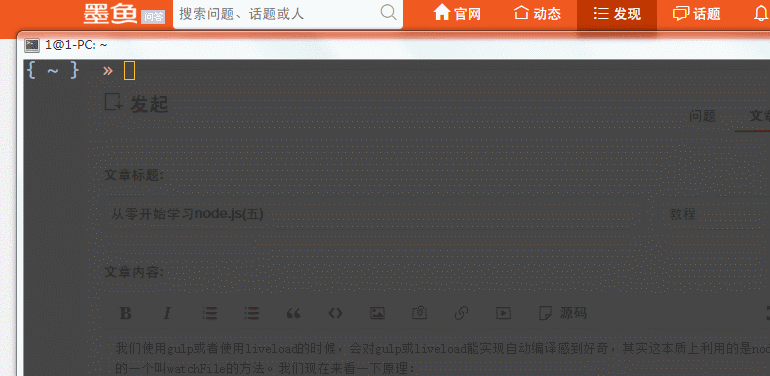 墨鱼 问答 搜索问题、话题或人 官网 动态 发现 话题
1@1-PC: ~
{ ~ } »
发起
问题 文章
文章标题:
从零开始学习node.js(五) 教程
文章内容:
B I 源码
我们使用gulp或者使用liveload的时候，会对gulp或liveload能实现自动编译感到好奇，其实这本质上利用的是nod
的一个叫watchFile的方法。我们现在来看一下原理：